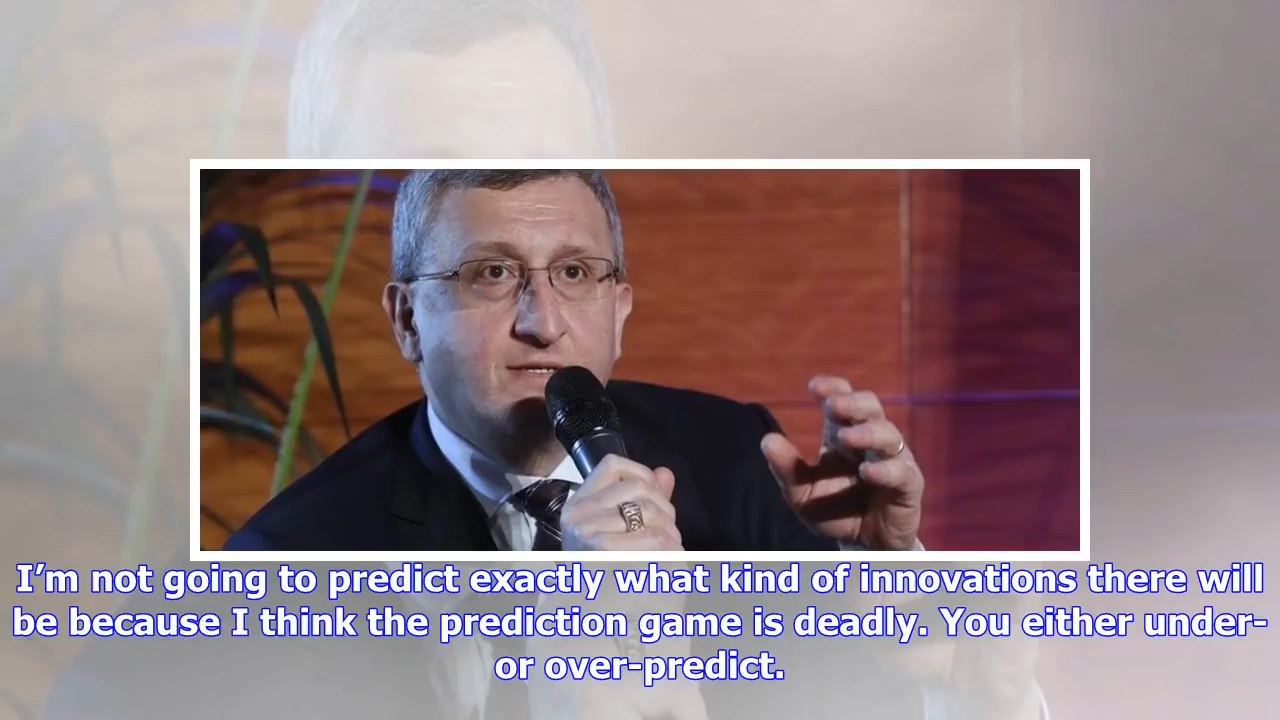 I’m not going to predict exactly what kind of innovations there will
be because I think the prediction game is deadly. You either under-
or over-predict.